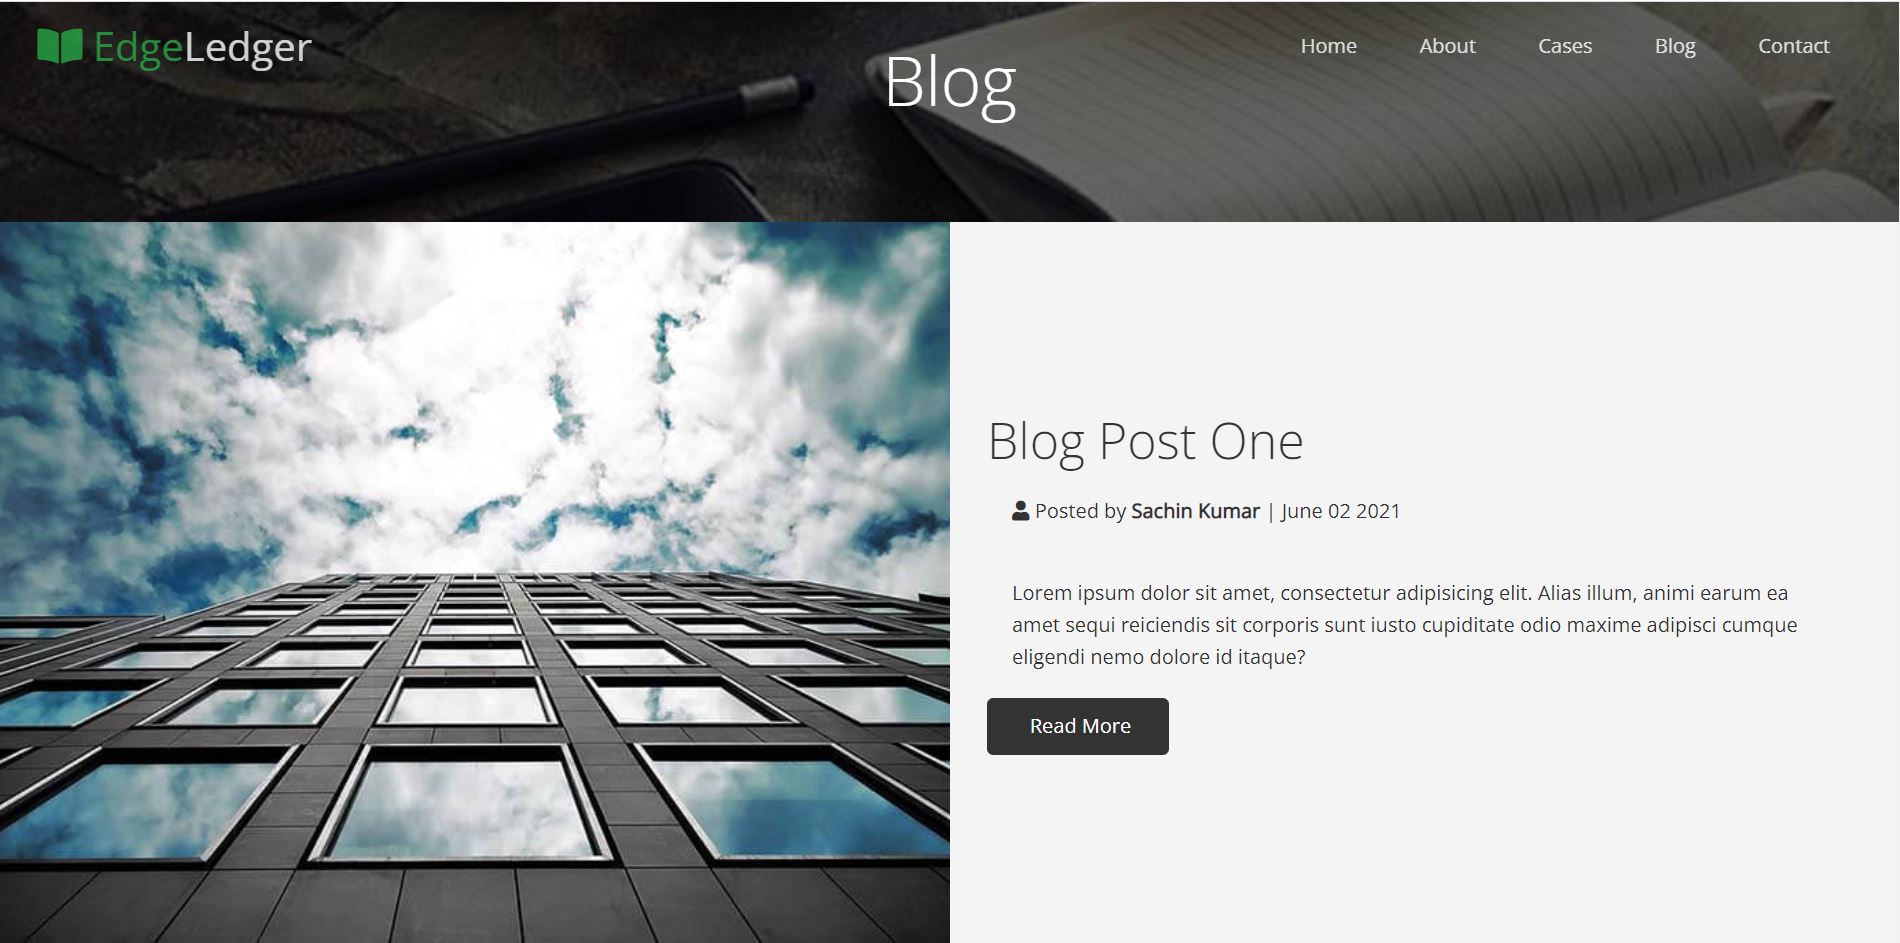 EdgeLedger
Home About Cases Blog Contact
Blog
Blog Post One
Posted by Sachin Kumar | June 02 2021
Lorem ipsum dolor sit amet, consectetur adipisicing elit. Alias illum, animi earum ea
amet sequi reiciendis sit corporis sunt iusto cupiditate odio maxime adipisci cumque
eligendi nemo dolore id itaque?
Read More